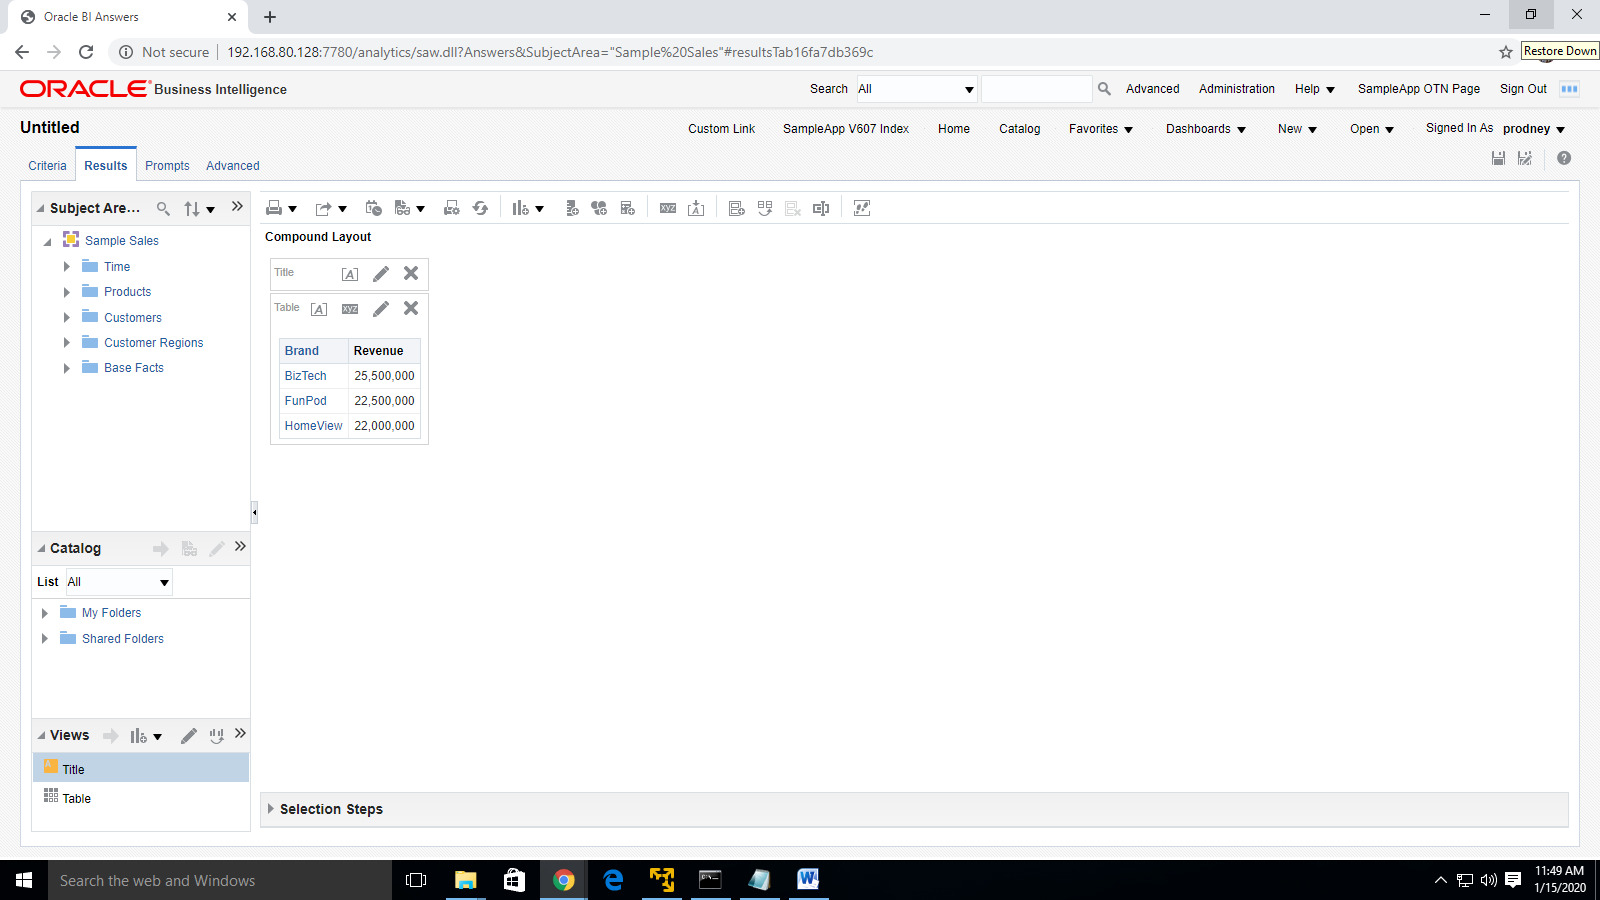 Oracle BI Answers
Not secure
192.168.80.128:7780/analytics/saw.dll?Answers&SubjectArea="Sample%20Sales"#resultsTab16fa7db369c
Restore Down
ORACLE Business Intelligence
Search
All
Advanced
Administration
Help
SampleApp OTN Page
Sign Out
Untitled
Custom Link
SampleApp V607 Index
Home
Catalog
Favorites
Dashboards
New
Open
Signed In As prodney
Criteria
Results
Prompts
Advanced
Subject Are...
Sample Sales
Time
Products
Customers
Customer Regions
Base Facts
Compound Layout
Title
Table
Brand Revenue
BizTech 25,500,000
FunPod 22,500,000
HomeView 22,000,000
Catalog
List All
My Folders
Shared Folders
Views
Title
Table
Selection Steps
Search the web and Windows
11:49 AM
1/15/2020